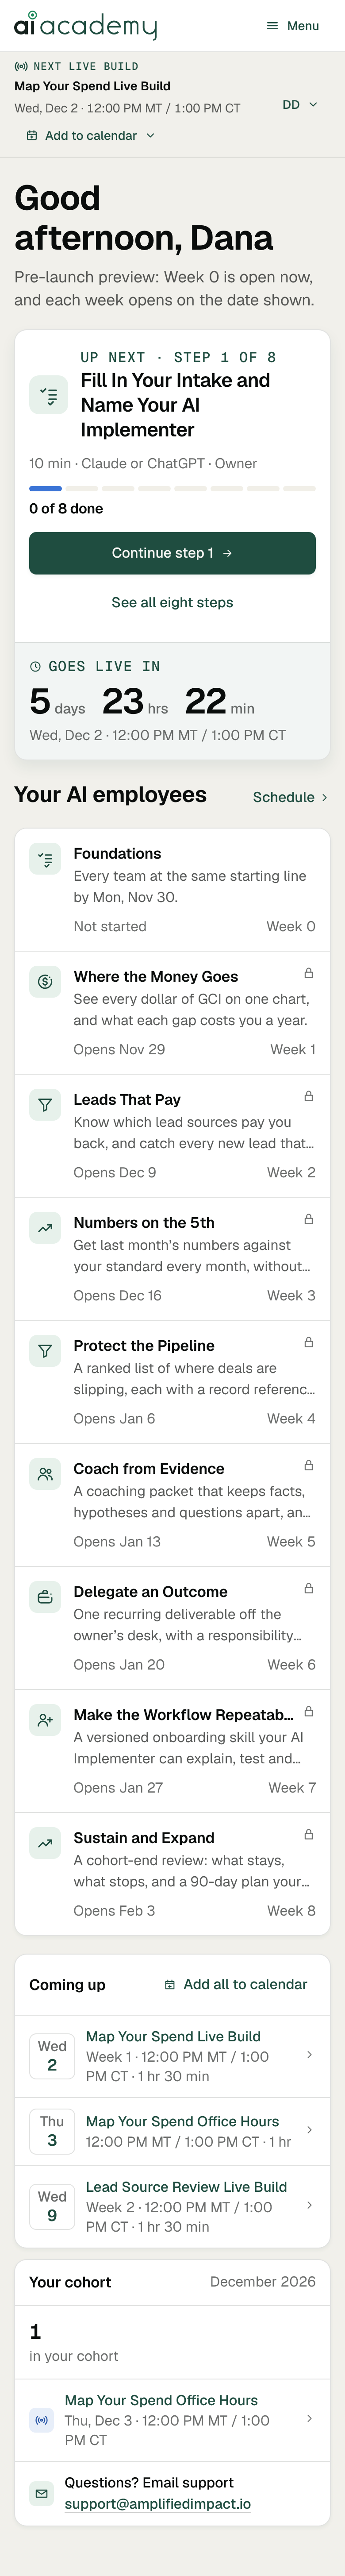 ai academy
Menu
NEXT LIVE BUILD
Map Your Spend Live Build
Wed, Dec 2 · 12:00 PM MT / 1:00 PM CT
DD
Add to calendar
Good
afternoon, Dana
Pre-launch preview: Week 0 is open now,
and each week opens on the date shown.
UP NEXT · STEP 1 OF 8
Fill In Your Intake and
Name Your AI
Implementer
10 min · Claude or ChatGPT · Owner
0 of 8 done
Continue step 1 →
See all eight steps
GOES LIVE IN
5 days 23 hrs 22 min
Wed, Dec 2 · 12:00 PM MT / 1:00 PM CT
Your AI employees
Schedule
Foundations
Every team at the same starting line
by Mon, Nov 30.
Not started Week 0
Where the Money Goes
See every dollar of GCI on one chart,
and what each gap costs you a year.
Opens Nov 29 Week 1
Leads That Pay
Know which lead sources pay you
back, and catch every new lead that…
Opens Dec 9 Week 2
Numbers on the 5th
Get last month’s numbers against
your standard every month, without…
Opens Dec 16 Week 3
Protect the Pipeline
A ranked list of where deals are
slipping, each with a record referenc…
Opens Jan 6 Week 4
Coach from Evidence
A coaching packet that keeps facts,
hypotheses and questions apart, an…
Opens Jan 13 Week 5
Delegate an Outcome
One recurring deliverable off the
owner’s desk, with a responsibility…
Opens Jan 20 Week 6
Make the Workflow Repeatab…
A versioned onboarding skill your AI
Implementer can explain, test and…
Opens Jan 27 Week 7
Sustain and Expand
A cohort-end review: what stays,
what stops, and a 90-day plan your…
Opens Feb 3 Week 8
Coming up
Add all to calendar
Wed
2
Map Your Spend Live Build
Week 1 · 12:00 PM MT / 1:00
PM CT · 1 hr 30 min
Thu
3
Map Your Spend Office Hours
12:00 PM MT / 1:00 PM CT · 1 hr
Wed
9
Lead Source Review Live Build
Week 2 · 12:00 PM MT / 1:00
PM CT · 1 hr 30 min
Your cohort
December 2026
1
in your cohort
Map Your Spend Office Hours
Thu, Dec 3 · 12:00 PM MT / 1:00
PM CT
Questions? Email support
support@amplifiedimpact.io